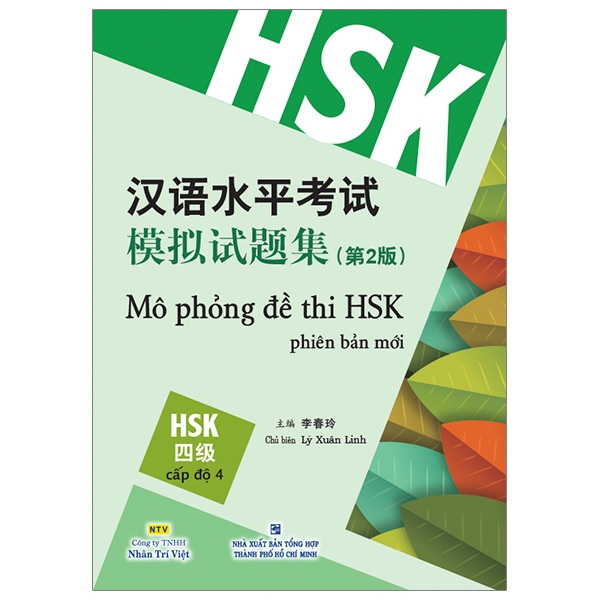 HSK
汉语水平考试
模拟试题集(第2版)
Mô phỏng đề thi HSK
phiên bản mới
HSK
四级
cấp độ 4
主编 李春玲
Chủ biên Lý Xuân Linh
NTV
Công ty TNHH
Nhân Trí Việt
NHÀ XUẤT BẢN TỔNG HỢP
THÀNH PHỐ HỒ CHÍ MINH